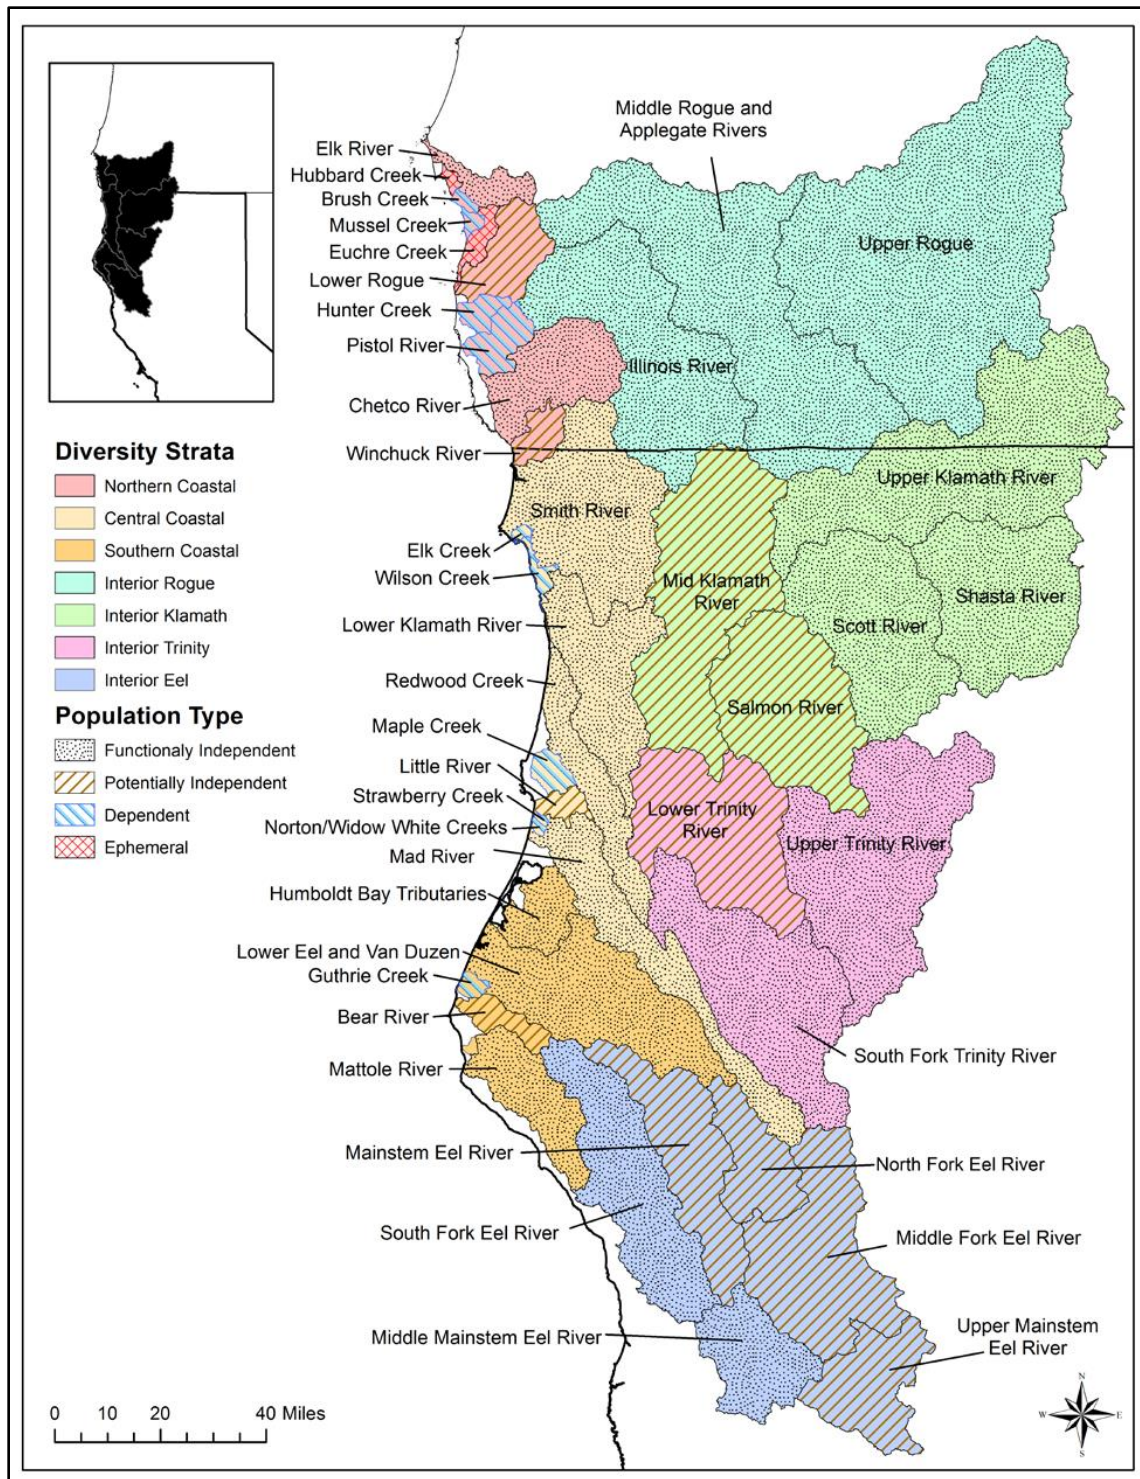 Middle Rogue and
Applegate Rivers
Elk River
Hubbard Creek
Brush Creek
Mussel Creek
Euchre Creek
Upper Rogue
Lower Rogue
Hunter Creek
Pistol River
Illinois River
Chetco River
Winchuck River
Diversity Strata
Northern Coastal
Central Coastal
Southern Coastal
Interior Rogue
Interior Klamath
Interior Trinity
Interior Eel
Population Type
Functionaly Independent
Potentially Independent
Dependent
Ephemeral
Upper Klamath River
Smith River
Elk Creek
Wilson Creek
Mid Klamath
River
Shasta River
Scott River
Lower Klamath River
Redwood Creek
Salmon River
Maple Creek
Little River
Strawberry Creek
Norton/Widow White Creeks
Lower Trinity
River
Upper Trinity River
Mad River
Humboldt Bay Tributaries
Lower Eel and Van Duzen
Guthrie Creek
Bear River
South Fork Trinity River
Mattole River
Mainstem Eel River
North Fork Eel River
South Fork Eel River
Middle Fork Eel River
Middle Mainstem Eel River
Upper Mainstem
Eel River
0 10 20 40 Miles
N
W E
S